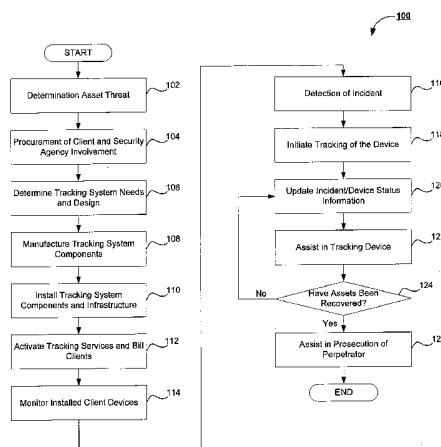 100
START
Determination Asset Threat
102
Procurement of Client and Security
Agency Involvement
104
Determine Tracking System Needs
and Design
106
Manufacture Tracking System
Components
108
Install Tracking System
Components and Infrastructure
110
Activate Tracking Services and Bill
Clients
112
Monitor Installed Client Devices
114
Detection of Incident
Initiate Tracking of the Device
Update Incident/Device Status
Information
Assist in Tracking Device
Have Assets Been
Recovered?
124
No
Yes
Assist in Prosecution of
Perpetrator
END